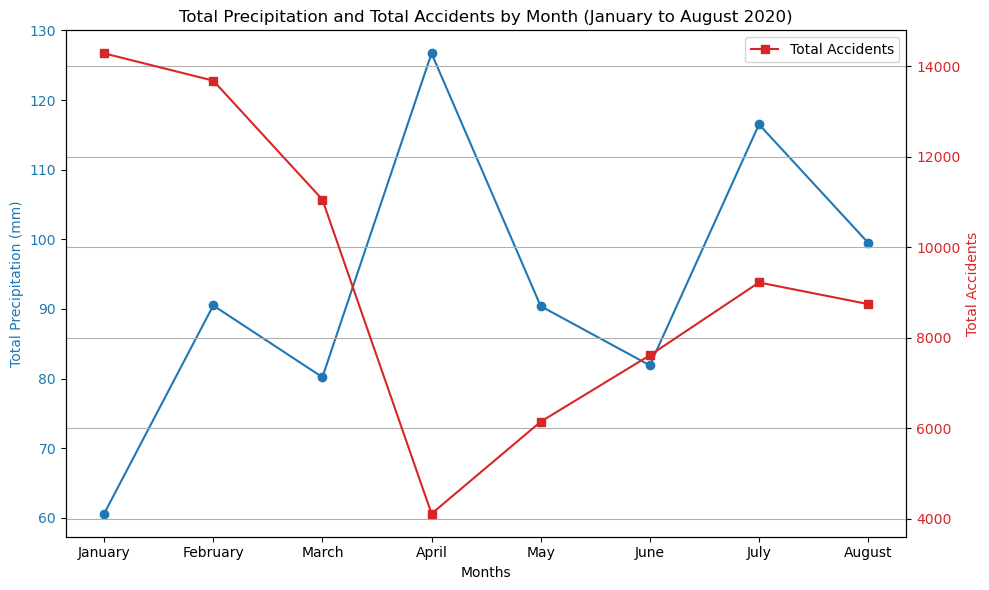 Total Precipitation and Total Accidents by Month (January to August 2020)
Total Accidents
130
120
110
100
90
80
70
60
Total Precipitation (mm)
14000
12000
10000
8000
6000
4000
Total Accidents
January February March April May June July August
Months